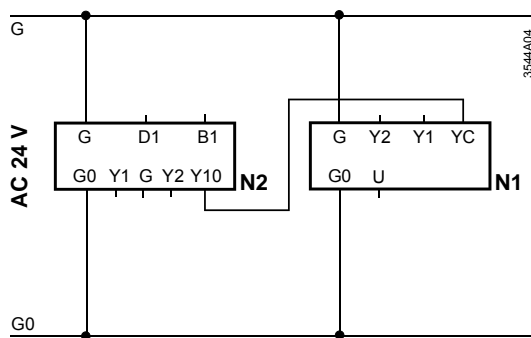 G
3544A04
AC 24 V
G D1 B1
G0 Y1 G Y2 Y10
N2
G Y2 Y1 YC
G0 U
N1
G0